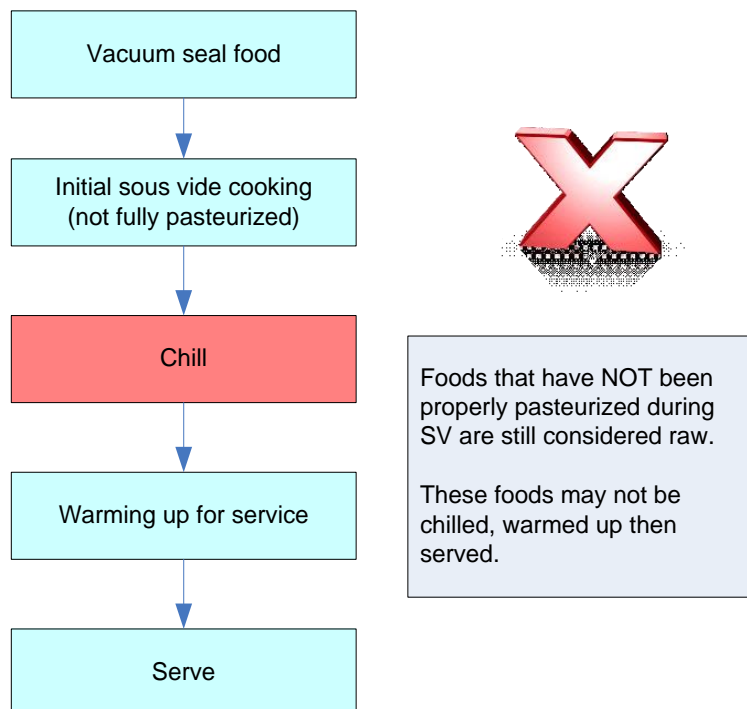 Vacuum seal food
Initial sous vide cooking
(not fully pasteurized)
Chill
Warming up for service
Serve
Foods that have NOT been
properly pasteurized during
SV are still considered raw.
These foods may not be
chilled, warmed up then
served.